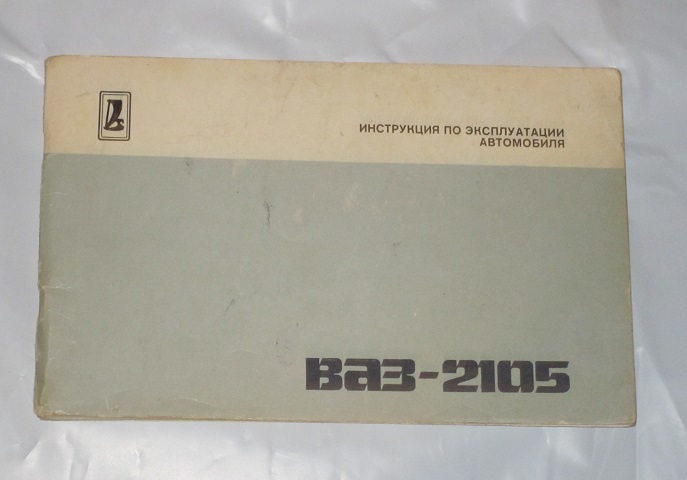 ИНСТРУКЦИЯ ПО ЭКСПЛУАТАЦИИ
АВТОМОБИЛЯ
ВАЗ-2105